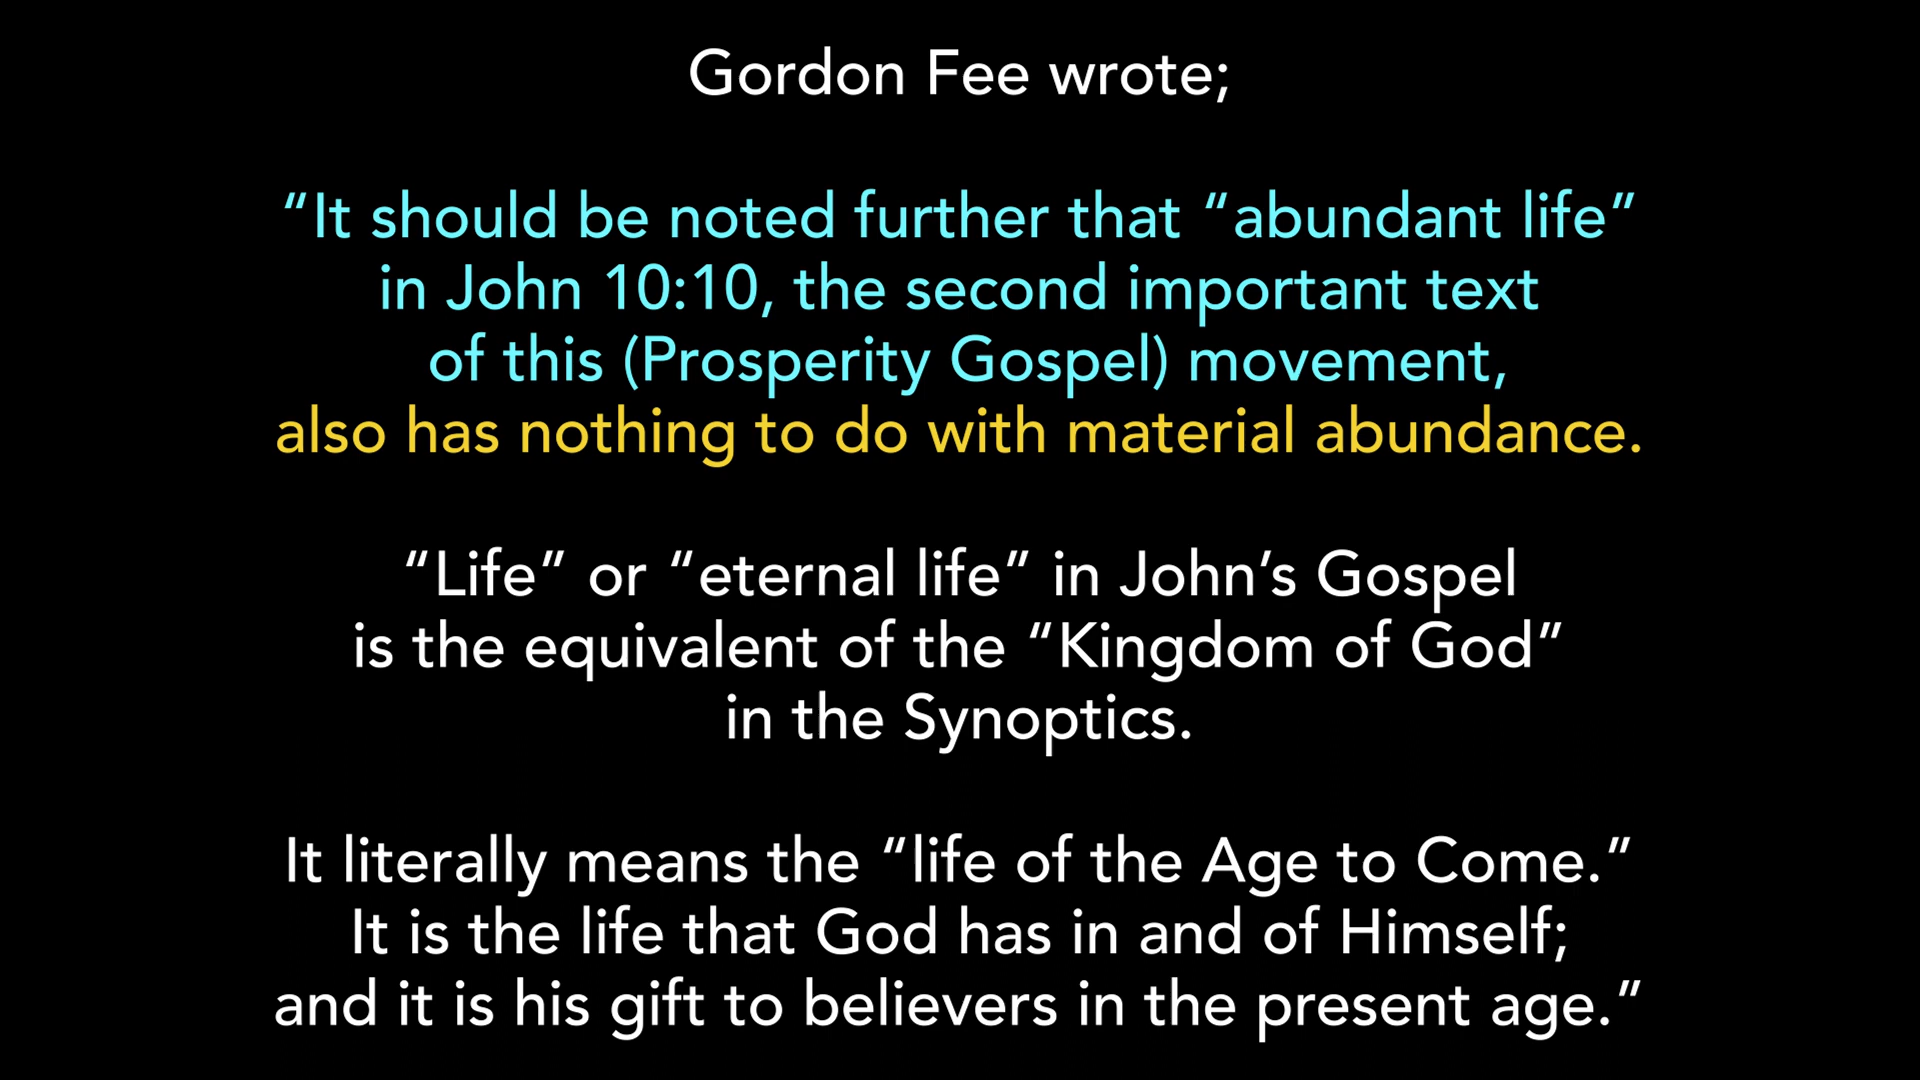 Gordon Fee wrote;
“It should be noted further that “abundant life”
in John 10:10, the second important text
of this (Prosperity Gospel) movement,
also has nothing to do with material abundance.
“Life” or “eternal life” in John’s Gospel
is the equivalent of the “Kingdom of God”
in the Synoptics.
It literally means the “life of the Age to Come.”
It is the life that God has in and of Himself;
and it is his gift to believers in the present age.”